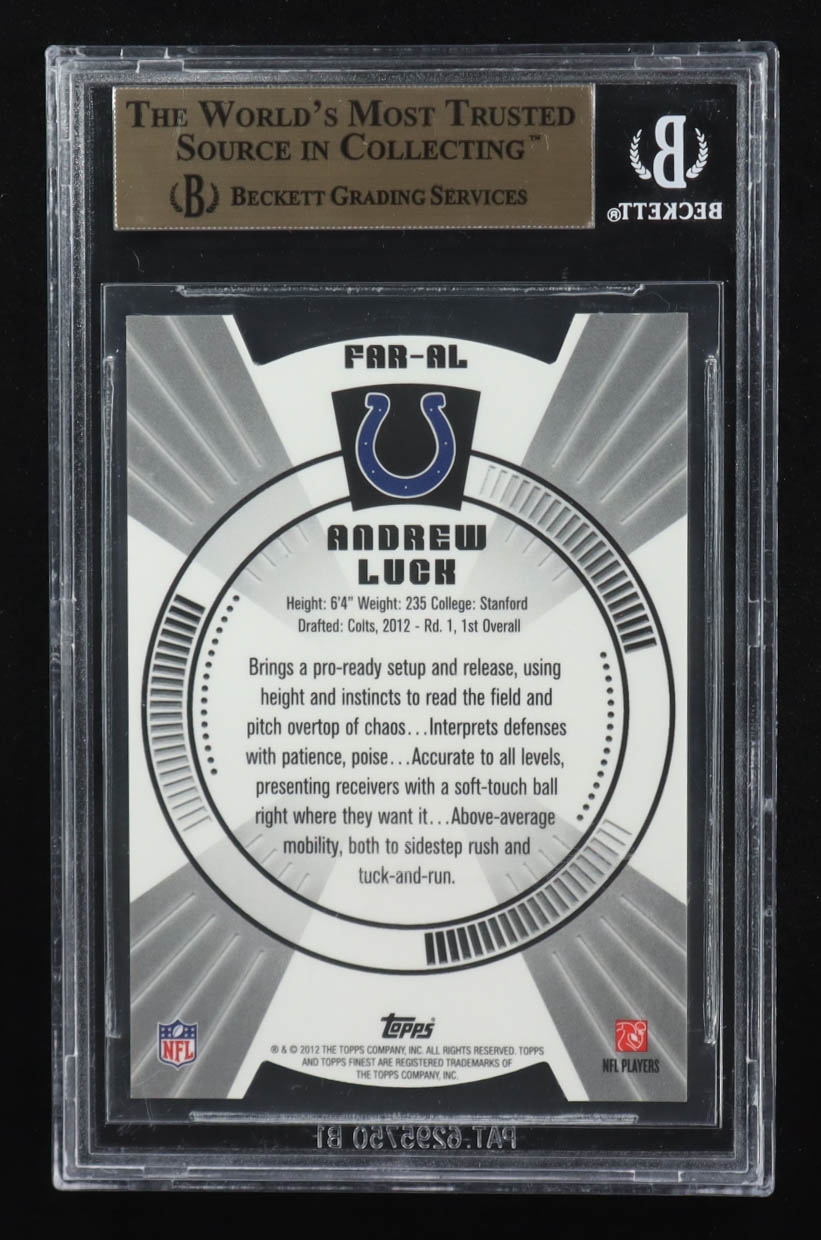 THE WORLD'S MOST TRUSTED
SOURCE IN COLLECTING™
B BECKETT GRADING SERVICES
B
BECKETT®
FAR-AL
ANDREW
LUCK
Height: 6'4" Weight: 235 College: Stanford
Drafted: Colts, 2012 - Rd. 1, 1st Overall
Brings a pro-ready setup and release, using
height and instincts to read the field and
pitch overtop of chaos...Interprets defenses
with patience, poise...Accurate to all levels,
presenting receivers with a soft-touch ball
right where they want it...Above-average
mobility, both to sidestep rush and
tuck-and-run.
NFL
Topps®
® & © 2012 THE TOPPS COMPANY, INC. ALL RIGHTS RESERVED. TOPPS
AND TOPPS FINEST ARE REGISTERED TRADEMARKS OF
THE TOPPS COMPANY, INC.
NFL PLAYERS
PAT. 6295750 B1